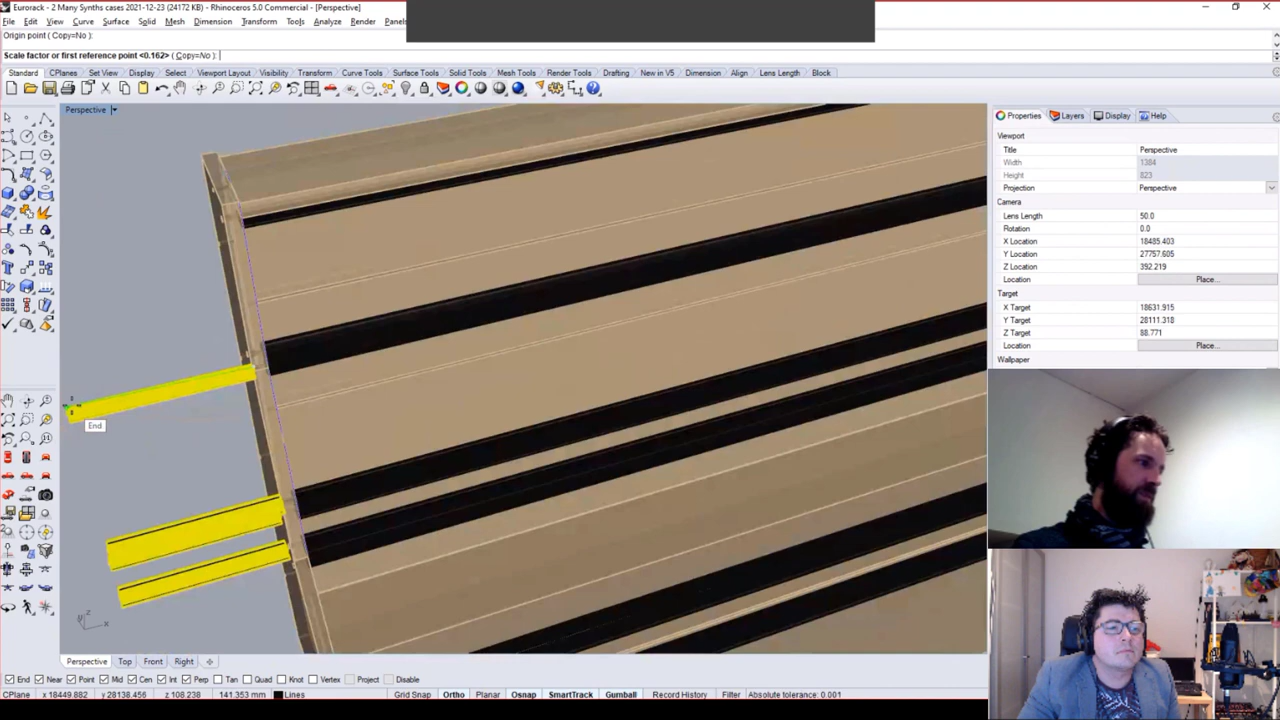 Eurorack - 2 Many Synths cases 2021-12-23 (24172 KB) - Rhinoceros 5.0 Commercial - [Perspective]
File Edit View Curve Surface Solid Mesh Dimension Transform Tools Analyze Render Panels
Origin point ( Copy=No ):
Scale factor or first reference point <0.162> ( Copy=No ):
Standard CPlanes Set View Display Select Viewport Layout Visibility Transform Curve Tools Surface Tools Solid Tools Mesh Tools Render Tools Drafting New in V5 Dimension Align Lens Length Block
Perspective
Properties Layers Display Help
Viewport
Title Perspective
Width 1384
Height 823
Projection Perspective
Camera
Lens Length 50.0
Rotation 0.0
X Location 18485.403
Y Location 27757.605
Z Location 392.219
Location Place...
Target
X Target 18631.915
Y Target 28111.318
Z Target 88.771
Location Place...
Wallpaper
End
z
y
x
Perspective Top Front Right
End Near Point Mid Cen Int Perp Tan Quad Knot Vertex Project Disable
CPlane x 18449.882 y 28138.456 z 108.238 141.353 mm Lines Grid Snap Ortho Planar Osnap SmartTrack Gumball Record History Filter Absolute tolerance: 0.001